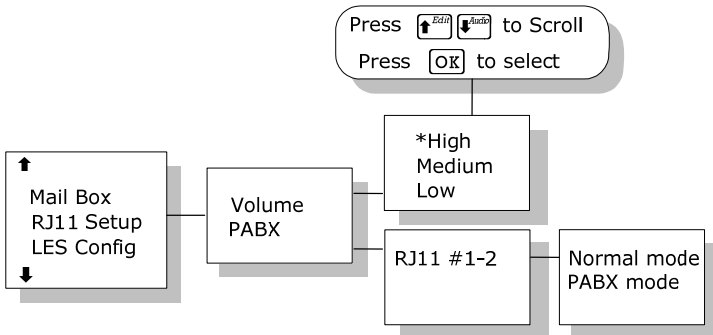 Press Edit Audio to Scroll
Press OK to select
*High
Medium
Low
Mail Box
RJ11 Setup
LES Config
Volume
PABX
RJ11 #1-2
Normal mode
PABX mode